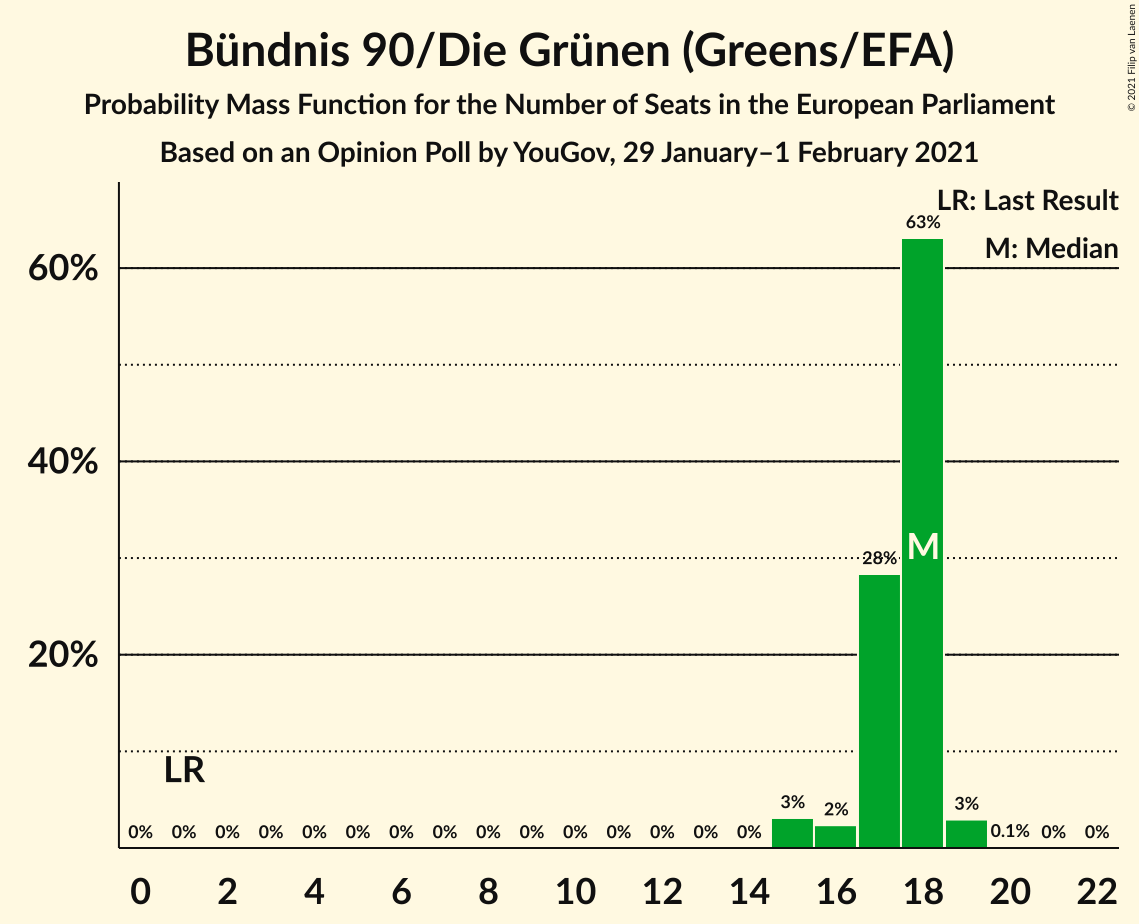 Bündnis 90/Die Grünen (Greens/EFA)
Probability Mass Function for the Number of Seats in the European Parliament
Based on an Opinion Poll by YouGov, 29 January–1 February 2021
© 2021 Filip van Laenen
LR: Last Result
63%
M: Median
60%
40%
28%
M
20%
LR
0% 0% 0% 0% 0% 0% 0% 0% 0% 0% 0% 0% 0% 0% 0% 3% 2% 3% 0.1% 0% 0%
0 2 4 6 8 10 12 14 16 18 20 22